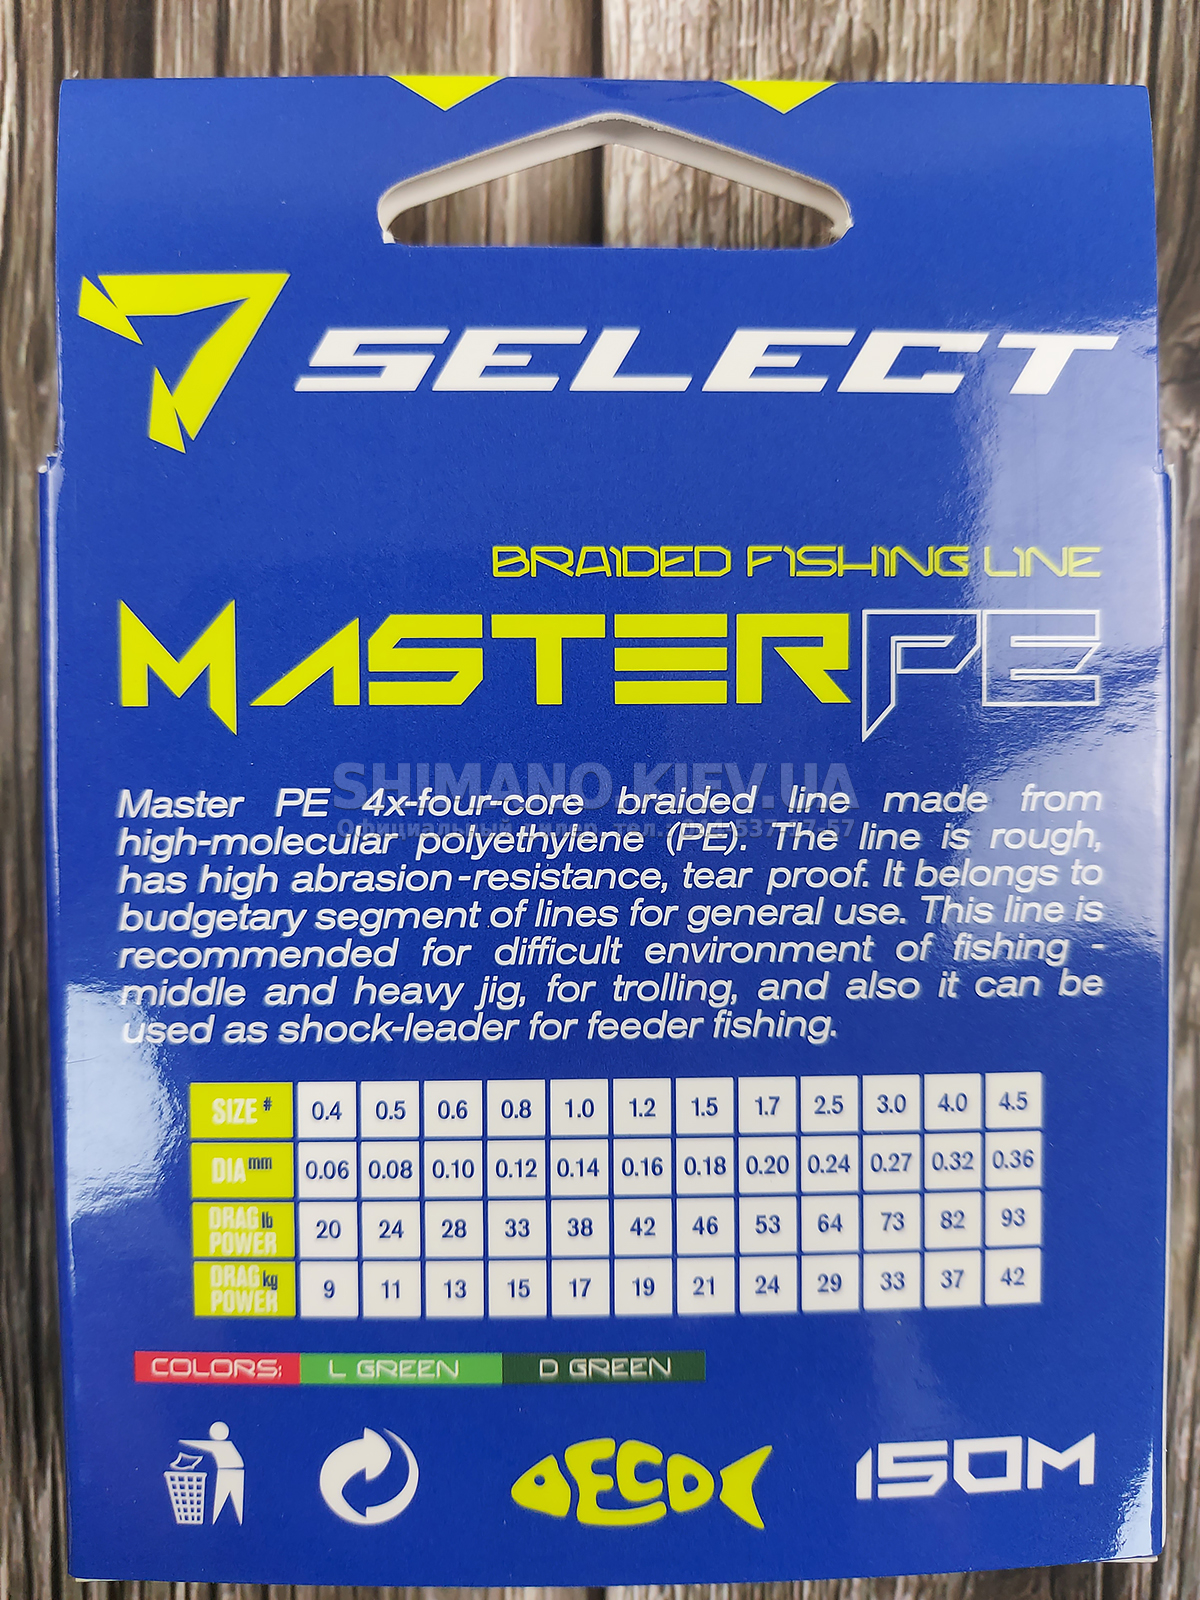 SELECT
BRAIDED FISHING LINE
MASTER PE
SHIMANO.KIEV.UA
Master PE 4x-four-core braided line made from
Официальный дилер, тел.:
high-molecular polyethylene (PE). The line is rough,
has high abrasion-resistance, tear proof. It belongs to
budgetary segment of lines for general use. This line is
recommended for difficult environment of fishing -
middle and heavy jig, for trolling, and also it can be
used as shock-leader for feeder fishing.
SIZE # 0.4 0.5 0.6 0.8 1.0 1.2 1.5 1.7 2.5 3.0 4.0 4.5
DIA mm 0.06 0.08 0.10 0.12 0.14 0.16 0.18 0.20 0.24 0.27 0.32 0.36
DRAG lb POWER 20 24 28 33 38 42 46 53 64 73 82 93
DRAG kg POWER 9 11 13 15 17 19 21 24 29 33 37 42
COLORS: L GREEN D GREEN
ECO 150M